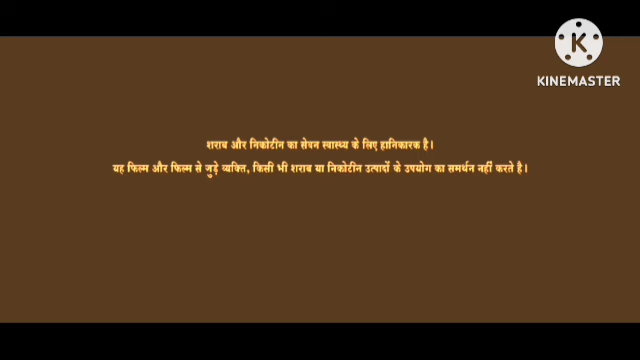 K
KINEMASTER
शराब और निकोटीन का सेवन स्वास्थ्य के लिए हानिकारक है।
यह फिल्म और फिल्म से जुड़े व्यक्ति, किसी भी शराब या निकोटीन उत्पादों के उपयोग का समर्थन नहीं करते है।